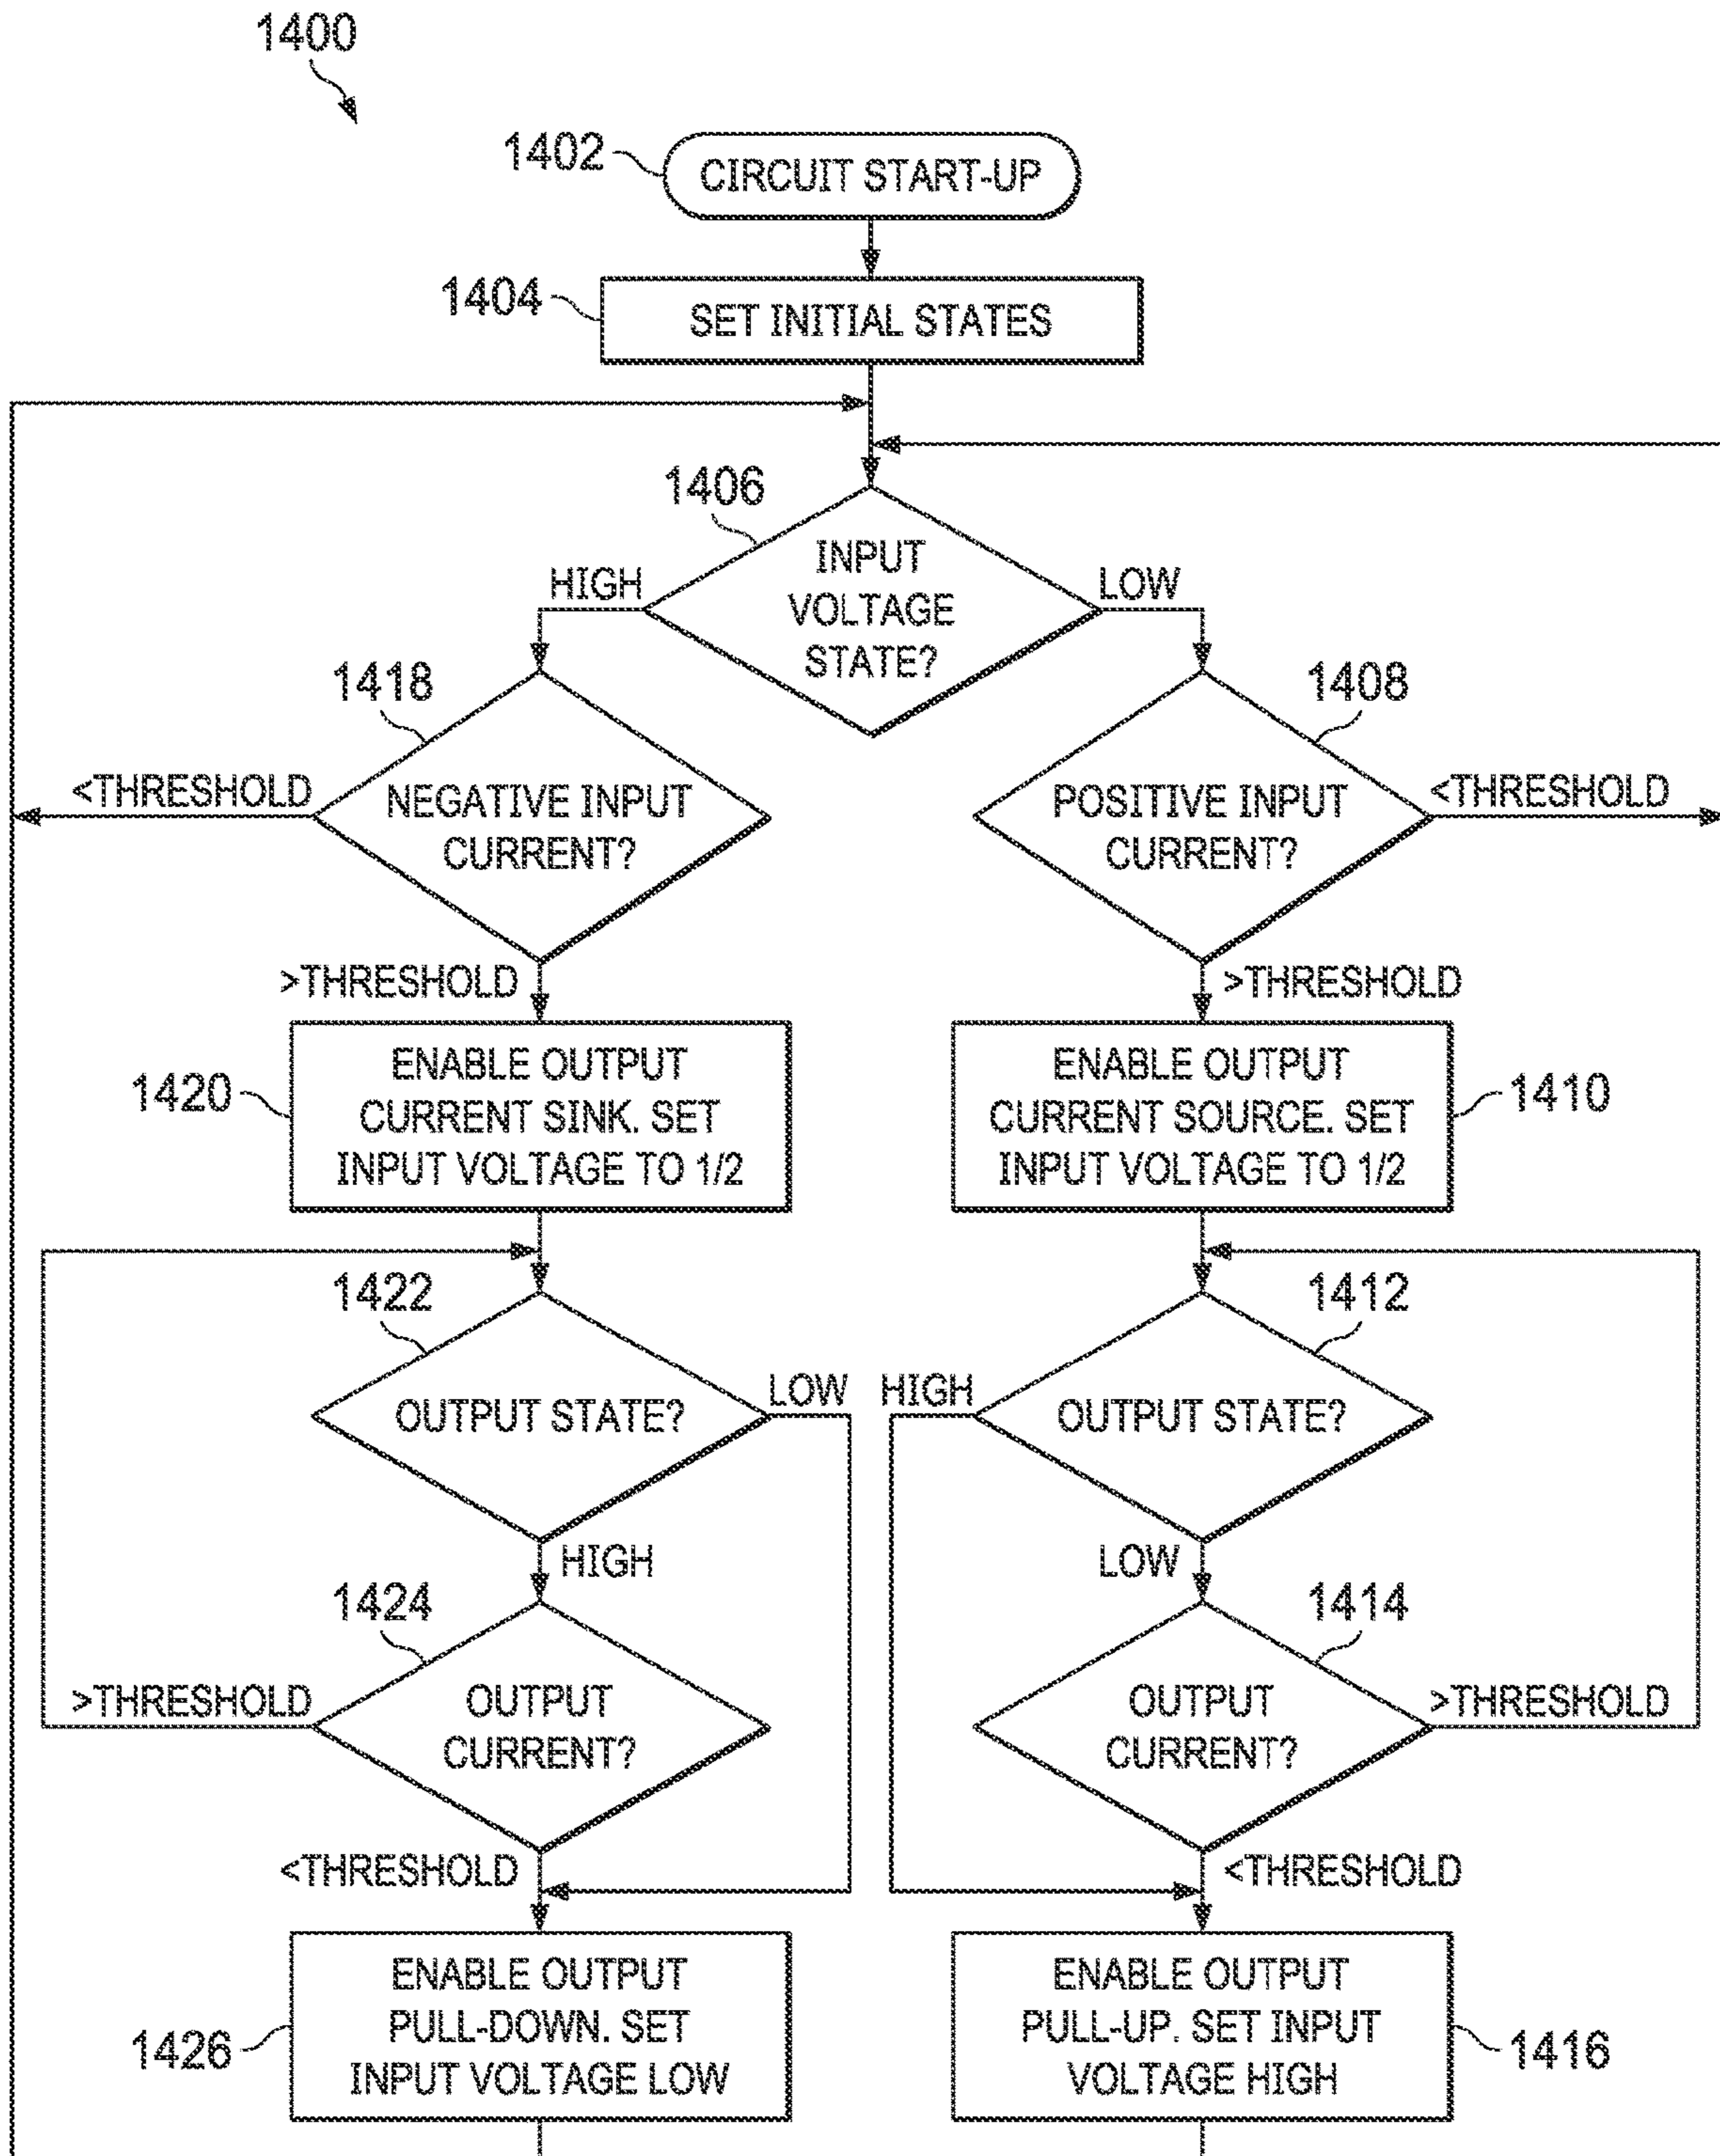 1400
1402
CIRCUIT START-UP
1404
SET INITIAL STATES
1406
INPUT
VOLTAGE
STATE?
HIGH
LOW
1418
NEGATIVE INPUT
CURRENT?
<THRESHOLD
>THRESHOLD
1408
POSITIVE INPUT
CURRENT?
<THRESHOLD
>THRESHOLD
1420
ENABLE OUTPUT
CURRENT SINK. SET
INPUT VOLTAGE TO 1/2
ENABLE OUTPUT
CURRENT SOURCE. SET
INPUT VOLTAGE TO 1/2
1410
1422
OUTPUT STATE?
LOW
HIGH
1412
HIGH
OUTPUT STATE?
LOW
1424
>THRESHOLD
OUTPUT
CURRENT?
<THRESHOLD
1414
OUTPUT
CURRENT?
>THRESHOLD
<THRESHOLD
1426
ENABLE OUTPUT
PULL-DOWN. SET
INPUT VOLTAGE LOW
ENABLE OUTPUT
PULL-UP. SET INPUT
VOLTAGE HIGH
1416